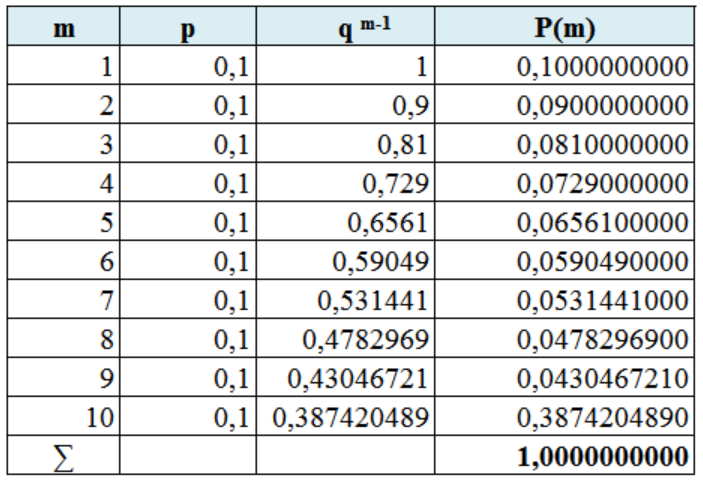 m p q m-1 P(m)
1 0,1 1 0,1000000000
2 0,1 0,9 0,0900000000
3 0,1 0,81 0,0810000000
4 0,1 0,729 0,0729000000
5 0,1 0,6561 0,0656100000
6 0,1 0,59049 0,0590490000
7 0,1 0,531441 0,0531441000
8 0,1 0,4782969 0,0478296900
9 0,1 0,43046721 0,0430467210
10 0,1 0,387420489 0,3874204890
∑ 1,0000000000